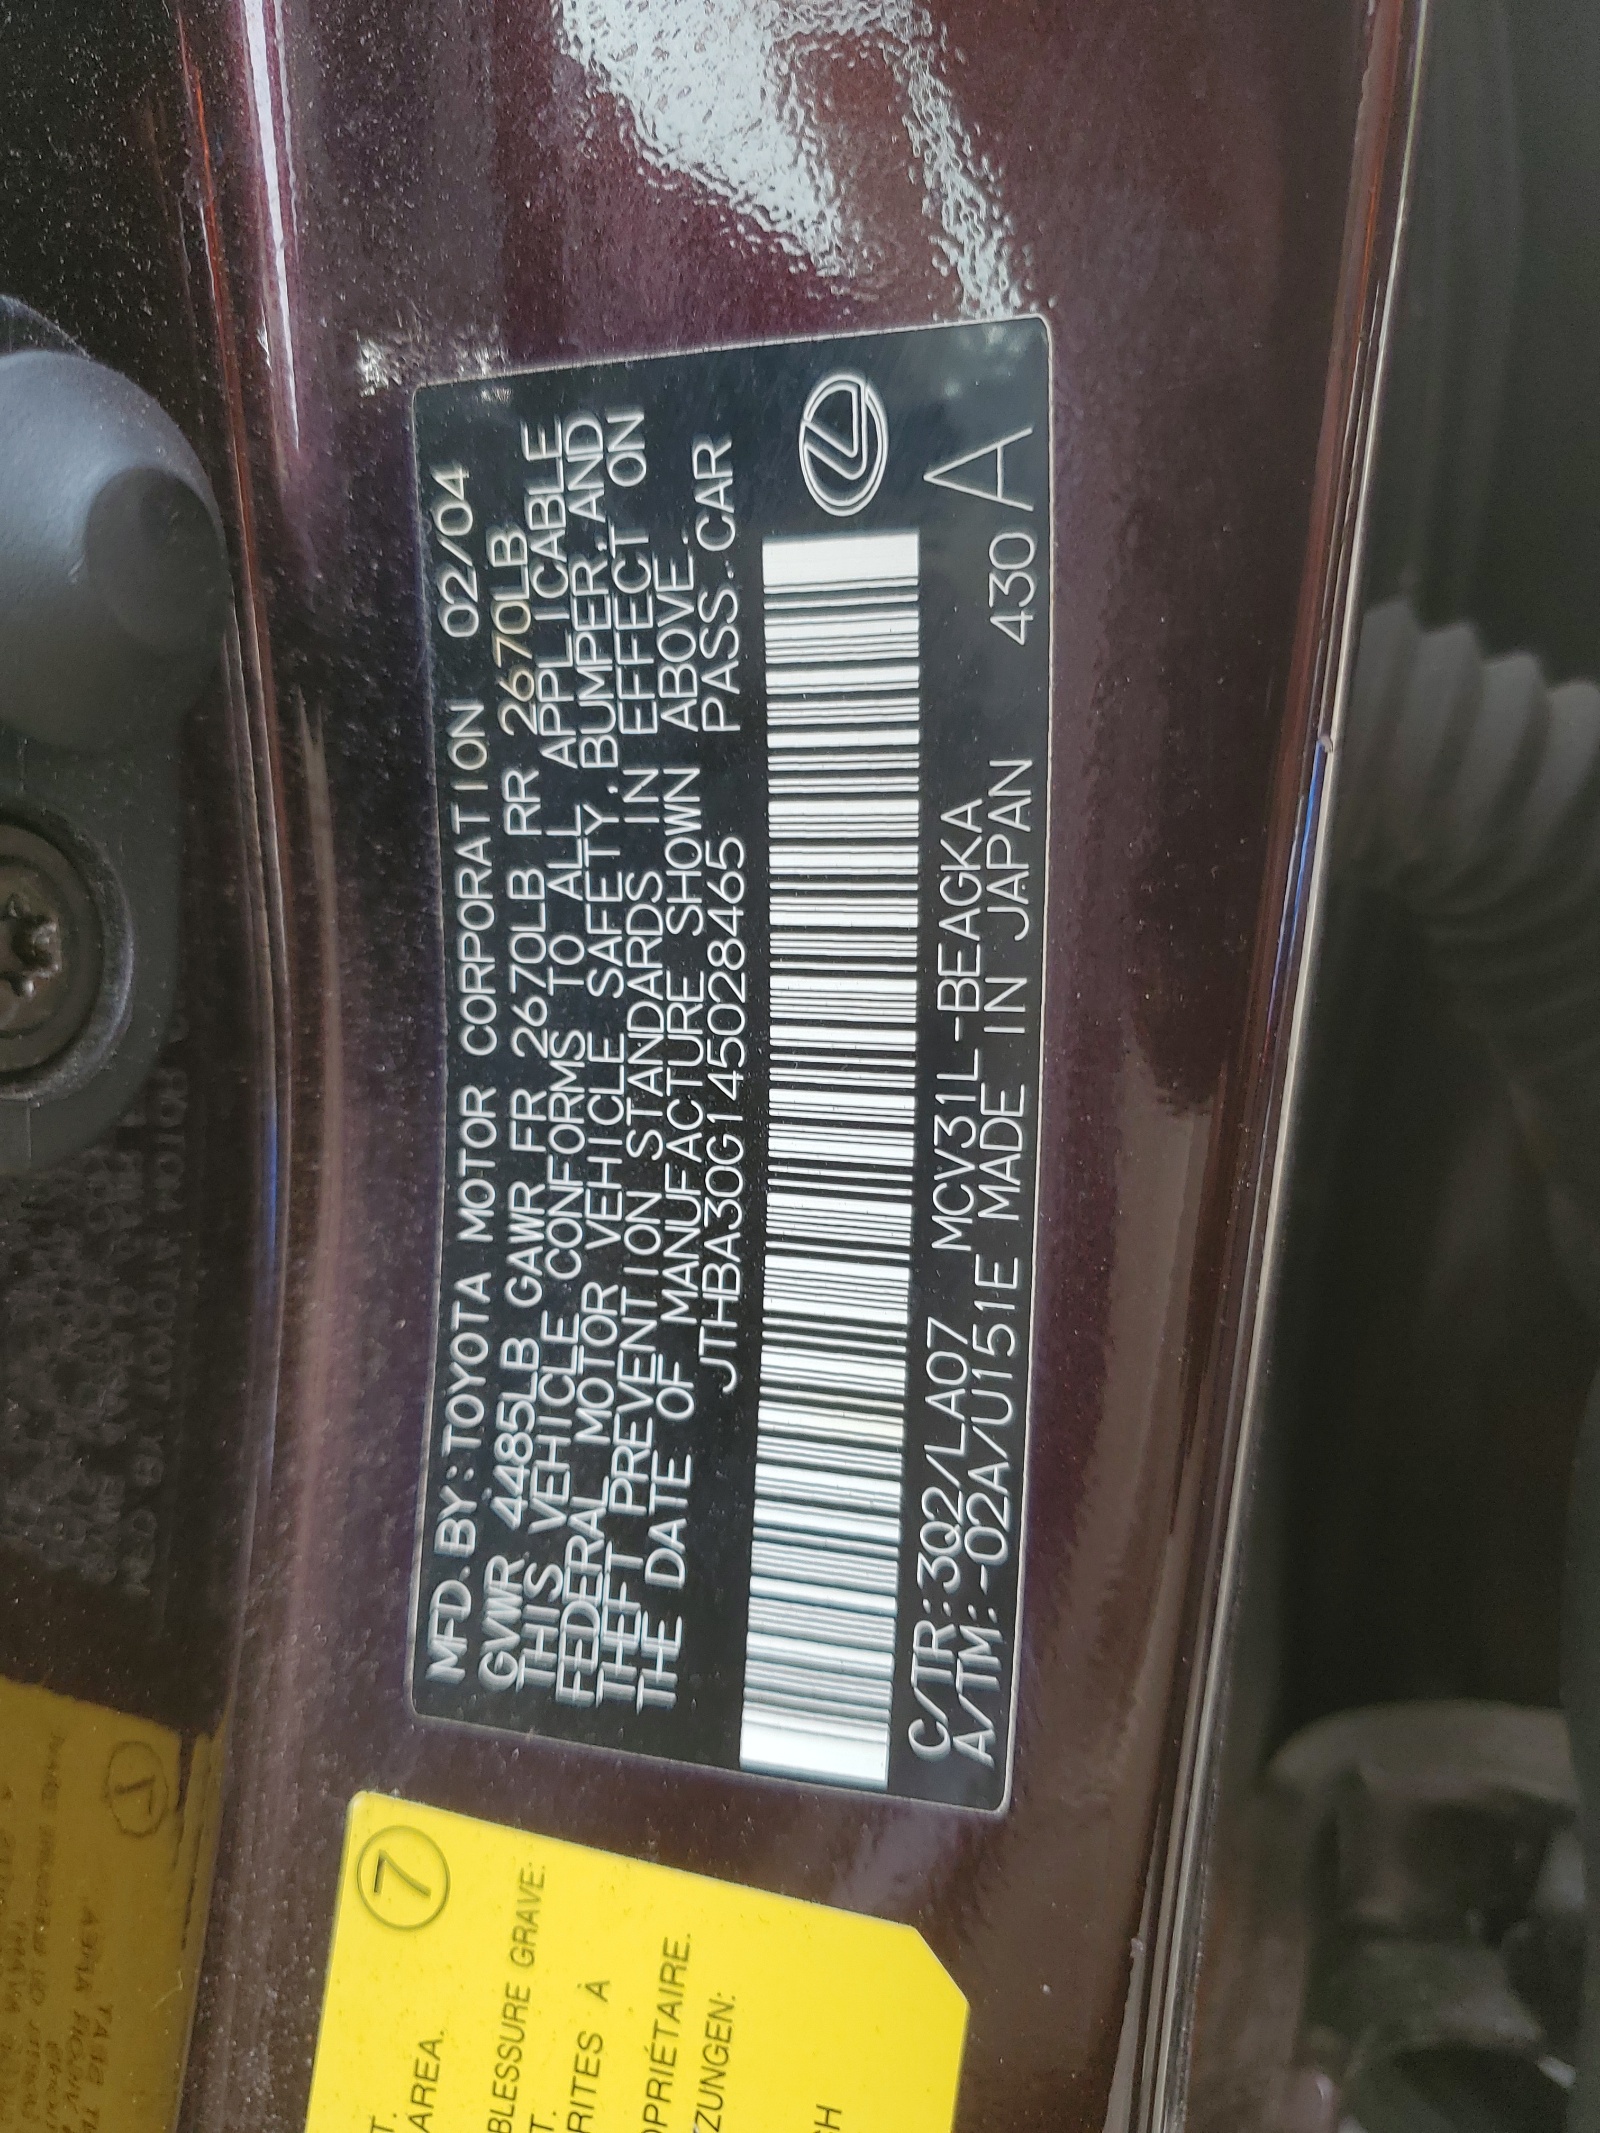 MFD.BY:TOYOTA MOTOR CORPORATION 02/04
GVWR 4485LB GAWR FR 2670LB RR 2670LB
THIS VEHICLE CONFORMS TO ALL APPLICABLE
FEDERAL MOTOR VEHICLE SAFETY,BUMPER,AND
THEFT PREVENTION STANDARDS IN EFFECT ON
THE DATE OF MANUFACTURE SHOWN ABOVE.
JTHBA30G145028465 PASS.CAR
C/TR:3Q2/LA07 MCV31L-BEAGKA
A/TM:-02A/U151E MADE IN JAPAN 430 A
7
T.
AREA.
BLESSURE GRAVE:
T.
RITES À
OPRIÉTAIRE.
ZUNGEN:
CH